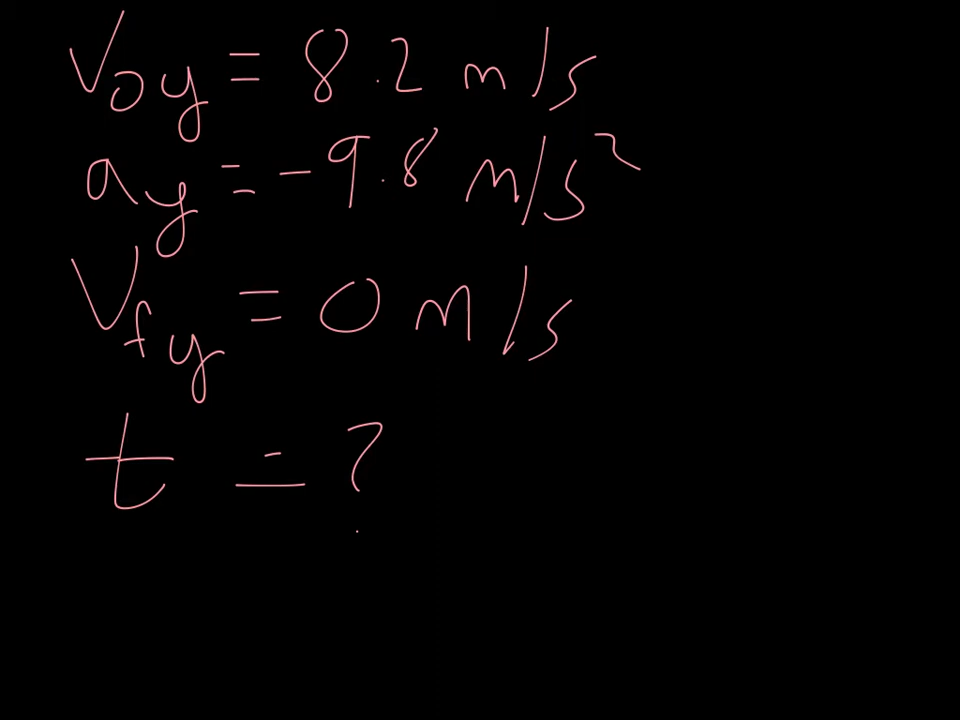 V₀y = 8.2 m/s
ay = -9.8 m/s²
Vfy = 0 m/s
t = ?